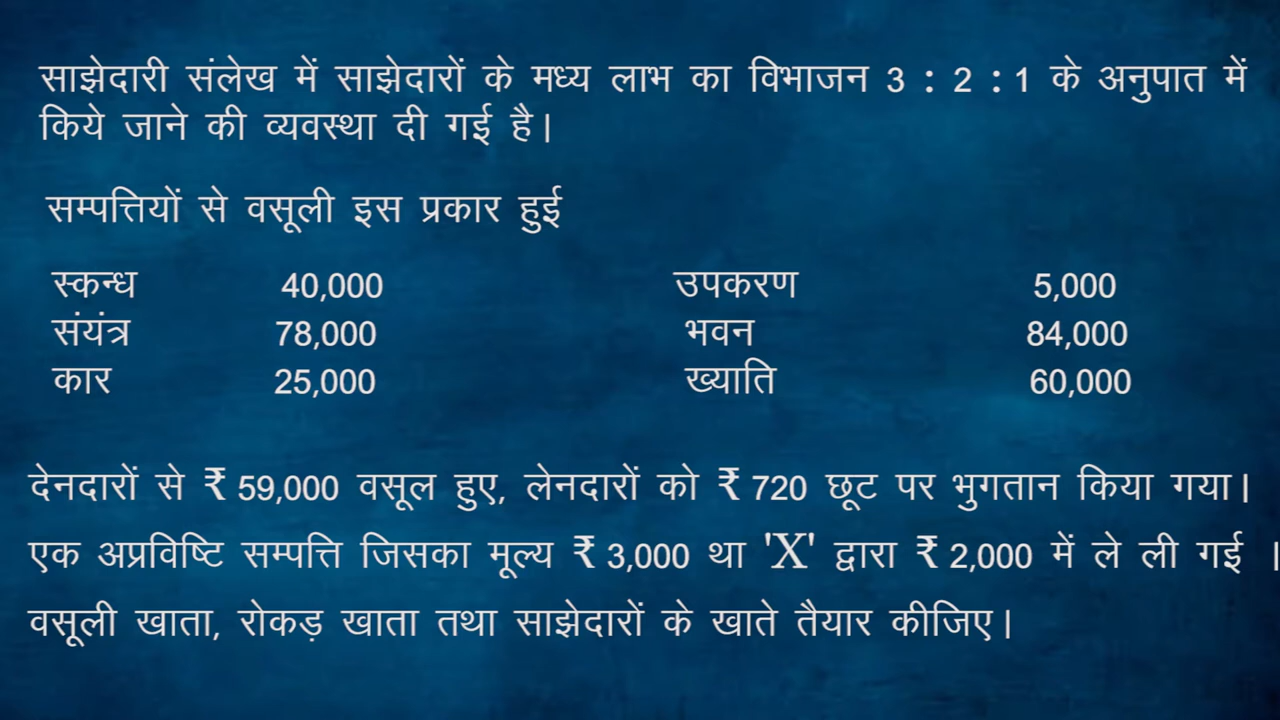 साझेदारी संलेख में साझेदारों के मध्य लाभ का विभाजन 3 : 2 : 1 के अनुपात में
किये जाने की व्यवस्था दी गई है।
सम्पत्तियों से वसूली इस प्रकार हुई
स्कन्ध 40,000 उपकरण 5,000
संयंत्र 78,000 भवन 84,000
कार 25,000 ख्याति 60,000
देनदारों से ₹ 59,000 वसूल हुए, लेनदारों को ₹ 720 छूट पर भुगतान किया गया।
एक अप्रविष्टि सम्पत्ति जिसका मूल्य ₹ 3,000 था 'X' द्वारा ₹ 2,000 में ले ली गई ।
वसूली खाता, रोकड़ खाता तथा साझेदारों के खाते तैयार कीजिए।